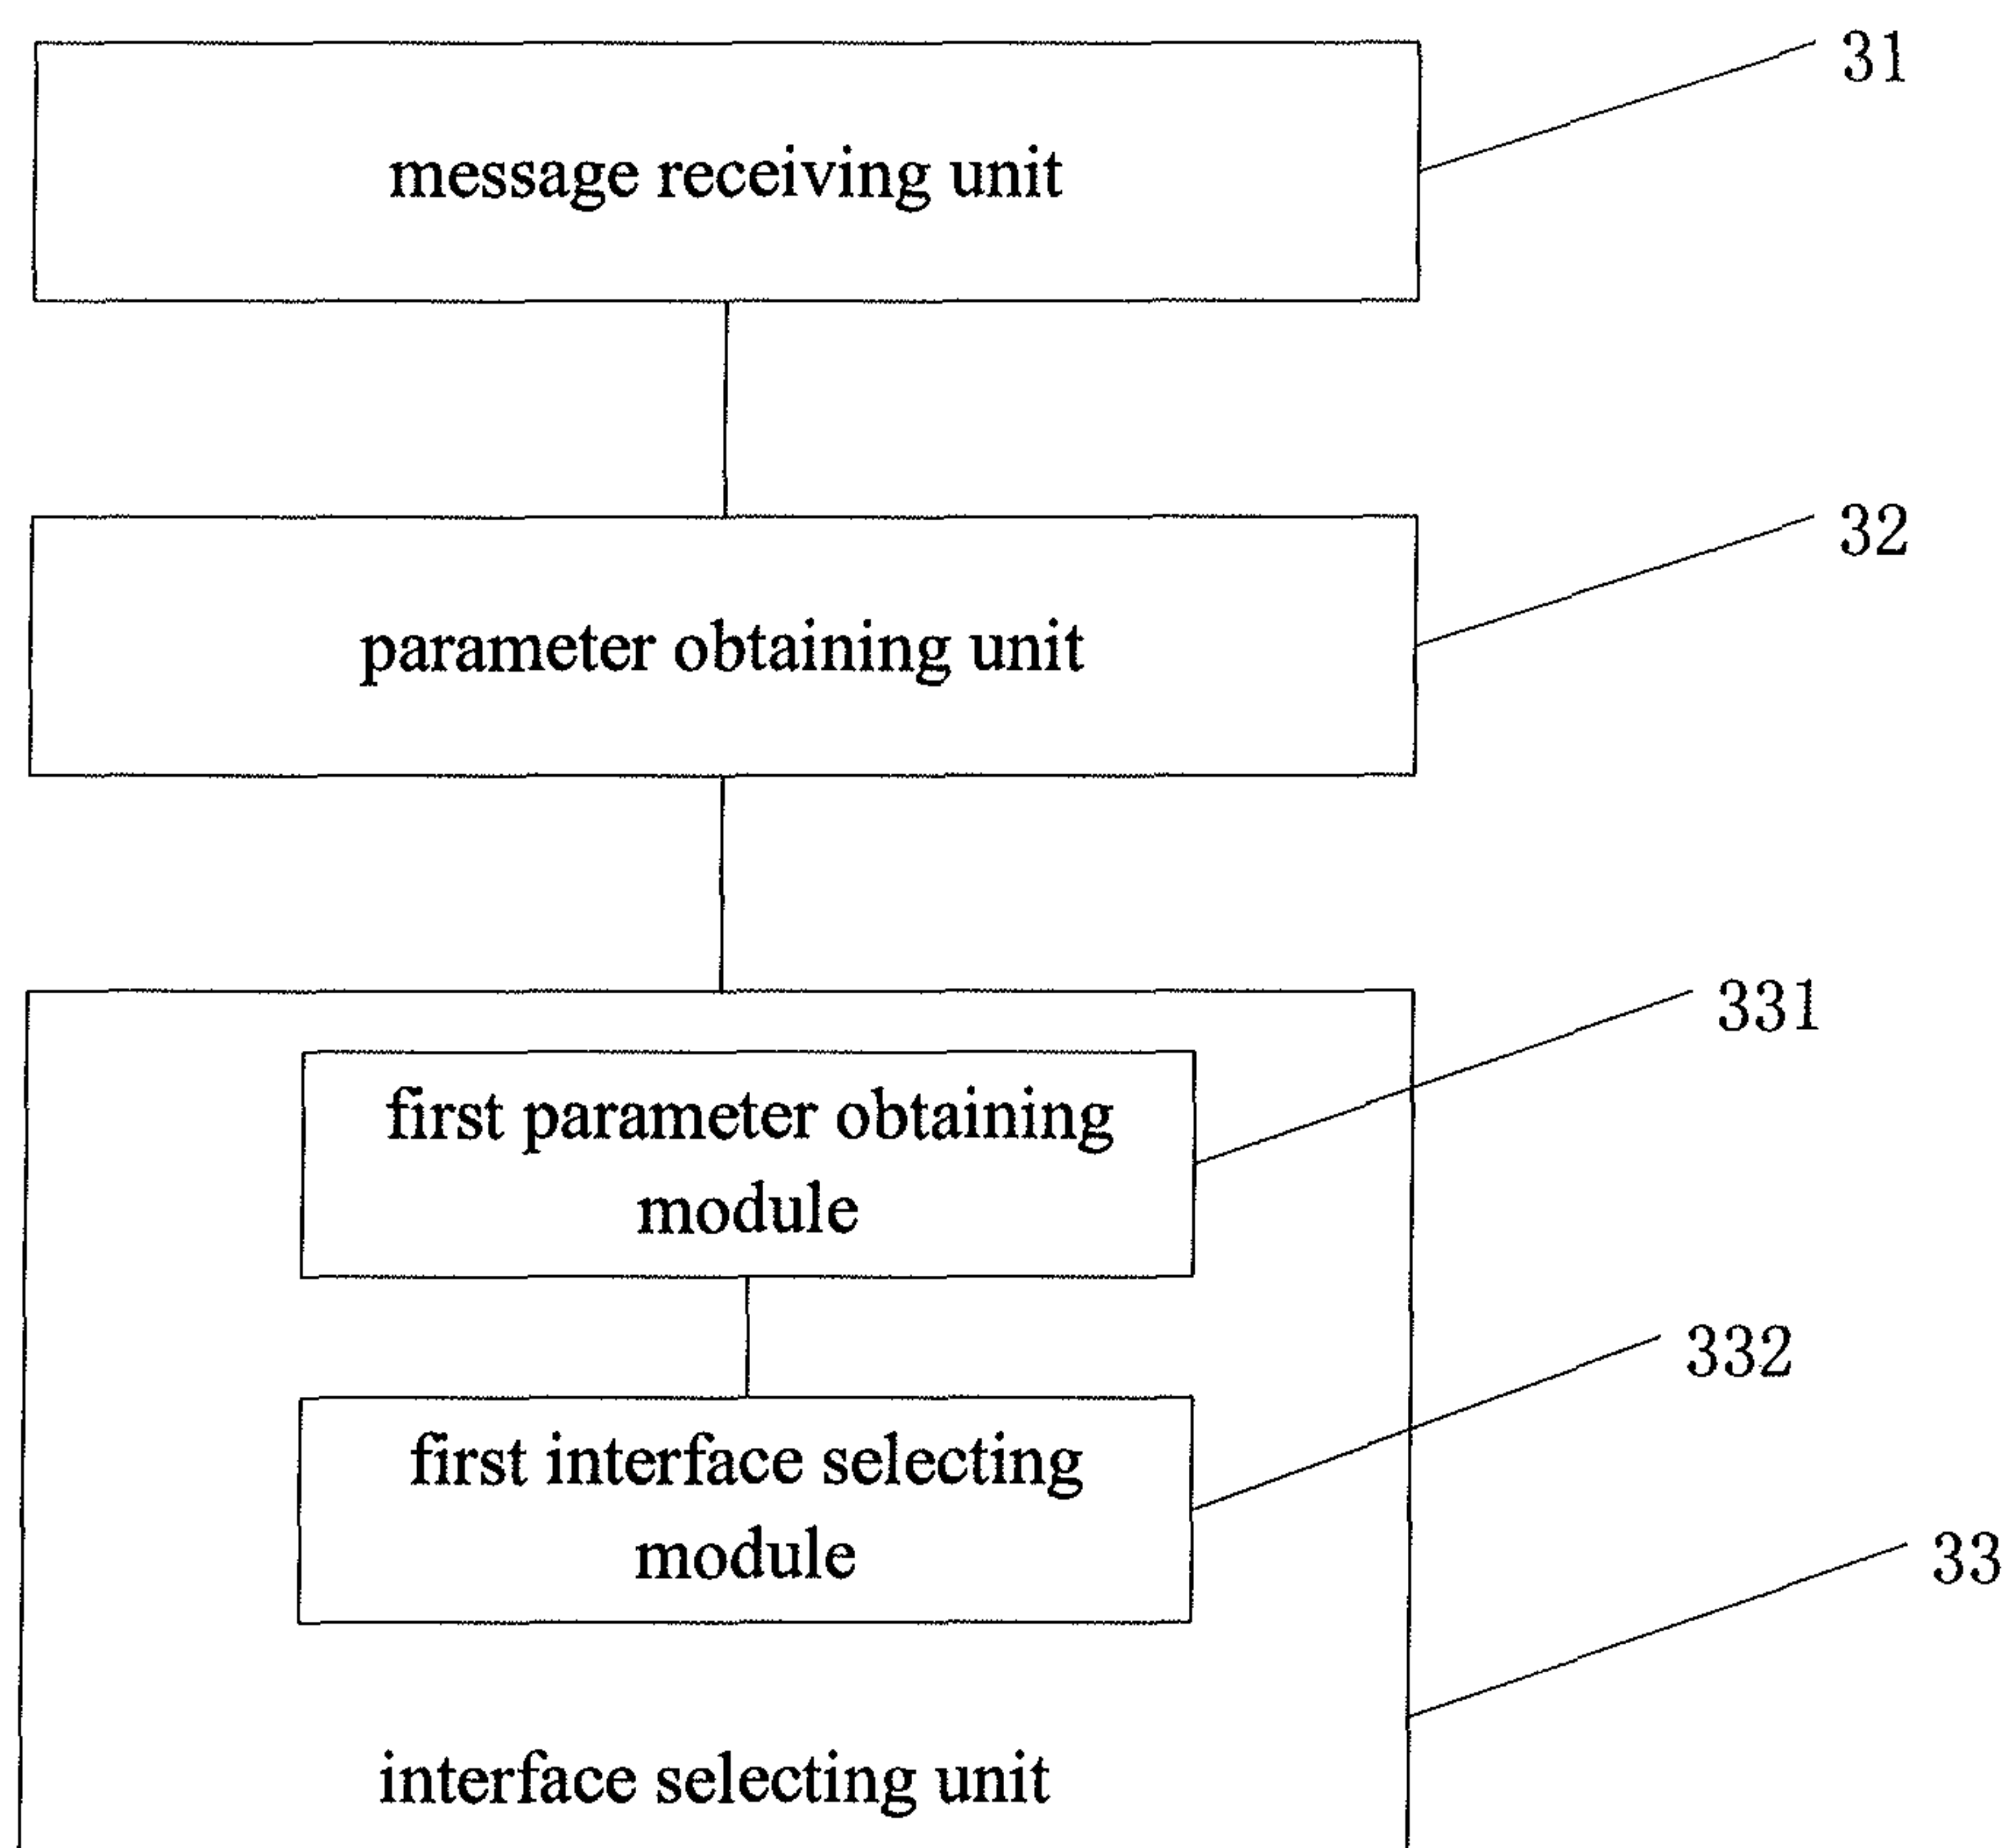 31
message receiving unit
32
parameter obtaining unit
331
first parameter obtaining
module
332
first interface selecting
module
33
interface selecting unit